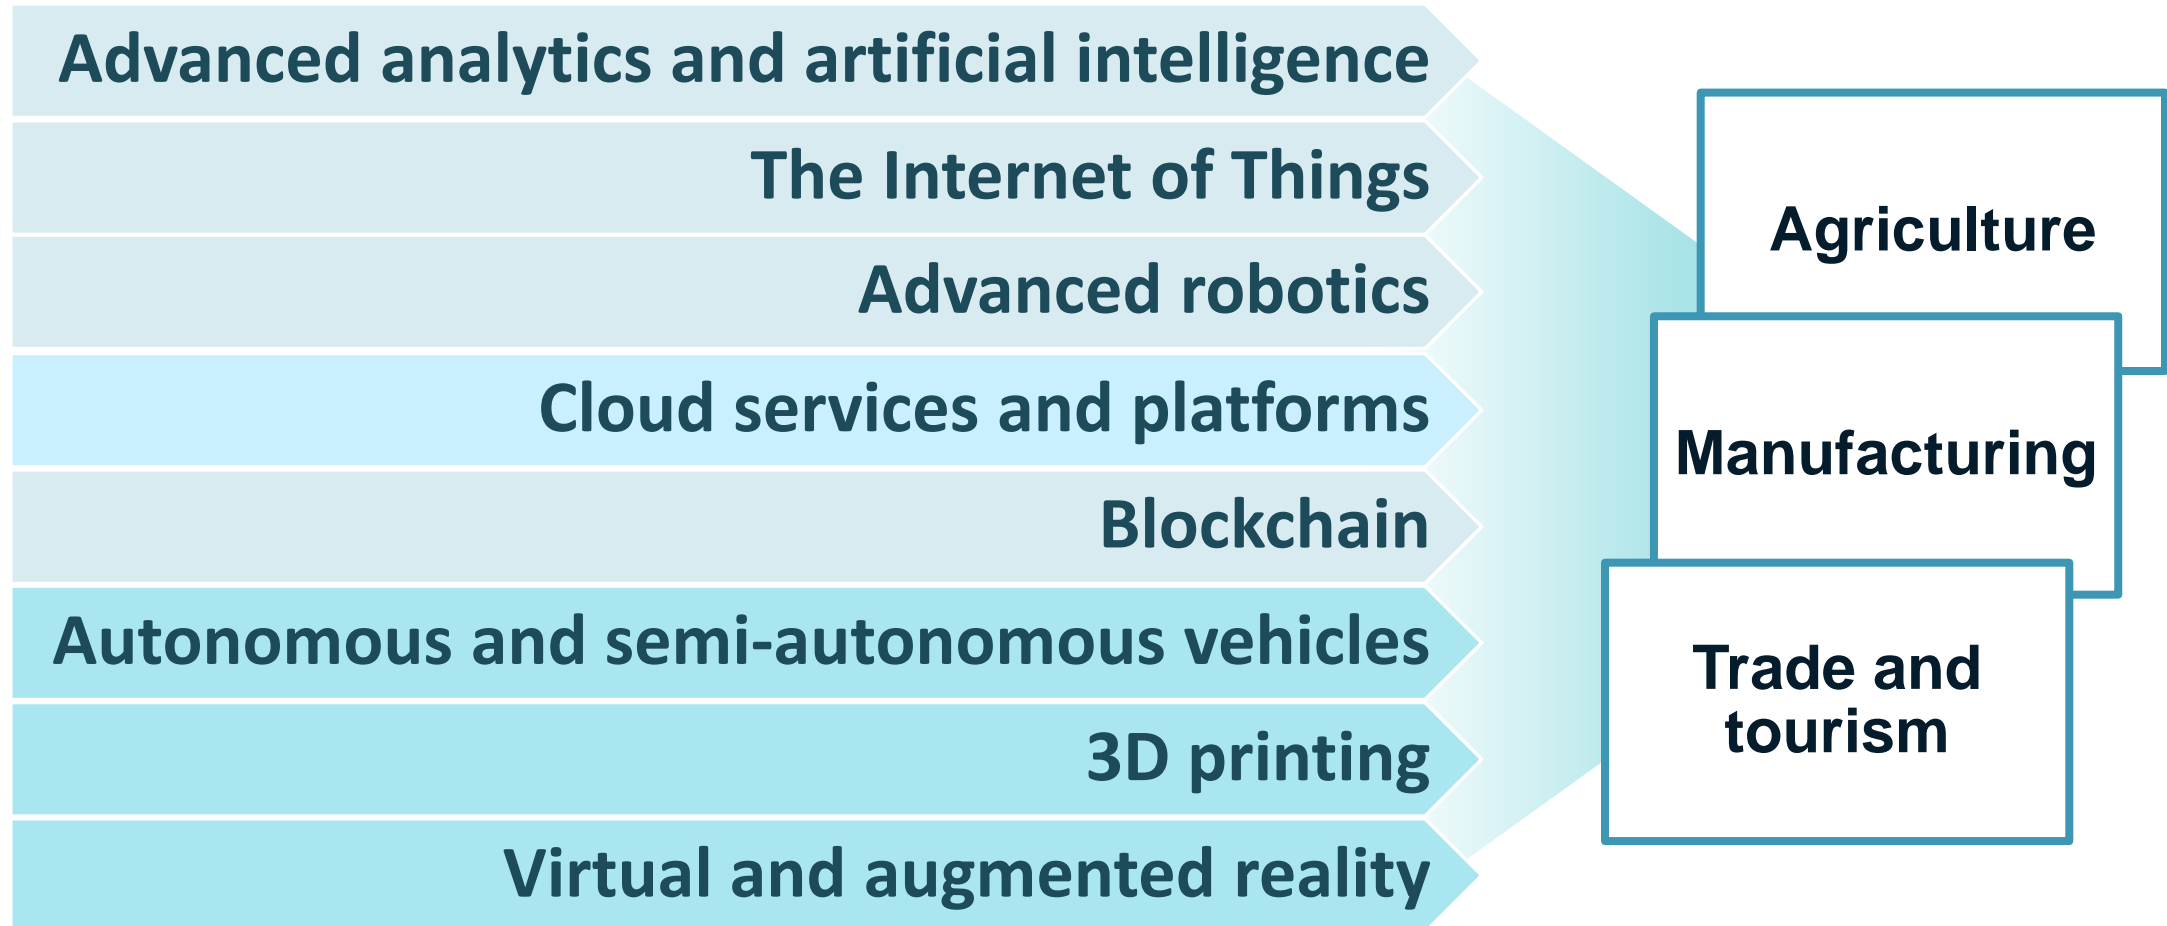 Advanced analytics and artificial intelligence
The Internet of Things
Advanced robotics
Cloud services and platforms
Blockchain
Autonomous and semi-autonomous vehicles
3D printing
Virtual and augmented reality
Agriculture
Manufacturing
Trade and
tourism